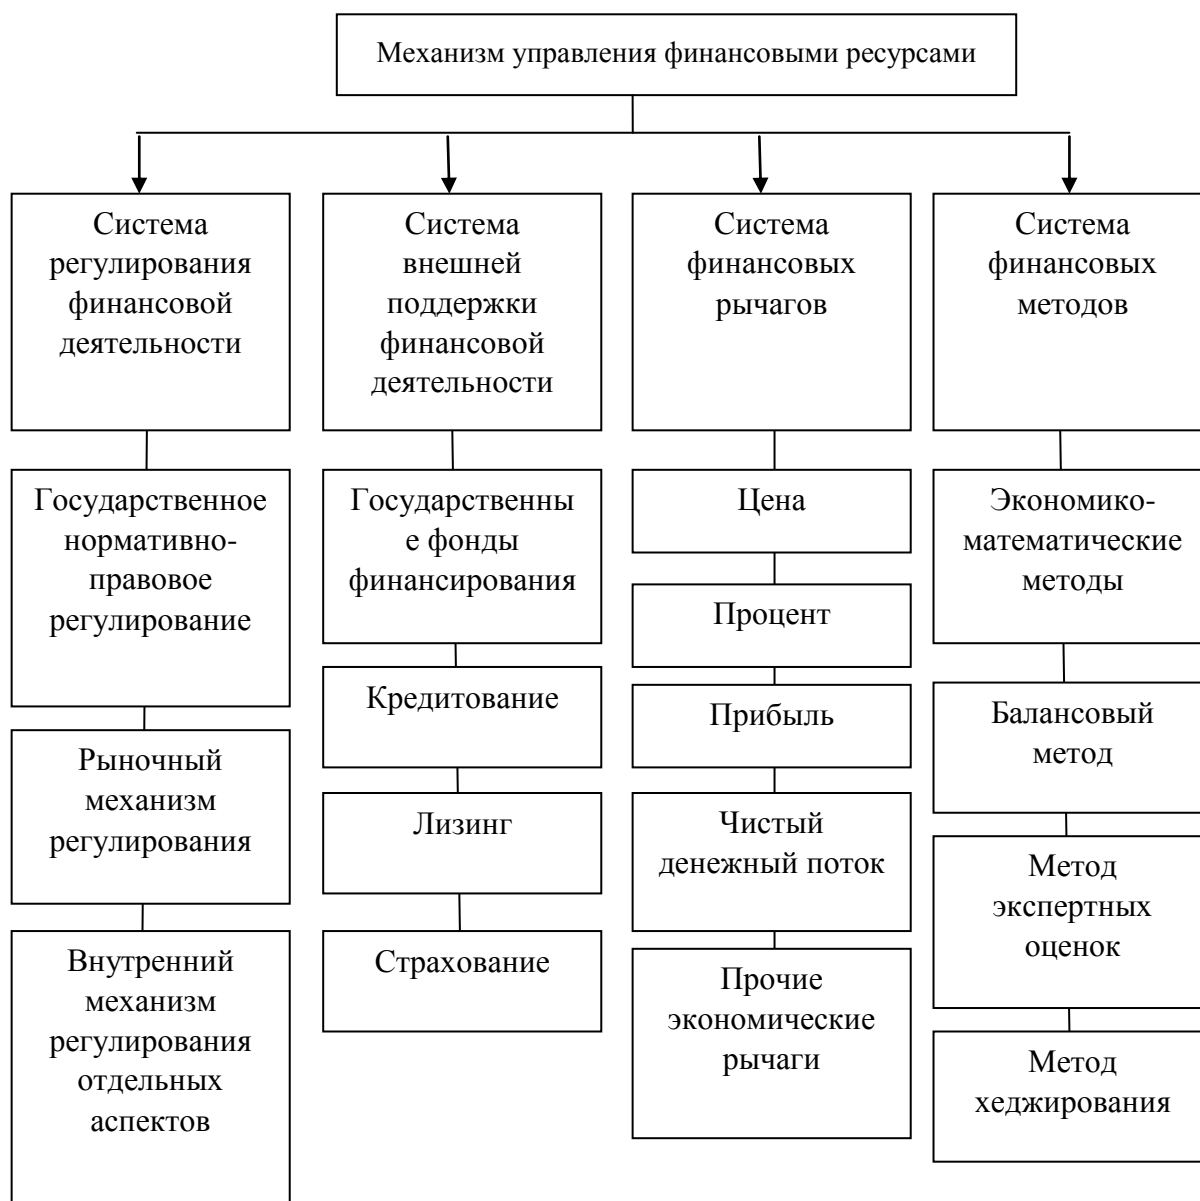 Механизм управления финансовыми ресурсами
Система
регулирования
финансовой
деятельности
Система
внешней
поддержки
финансовой
деятельности
Система
финансовых
рычагов
Система
финансовых
методов
Государственное
нормативно-
правовое
регулирование
Рыночный
механизм
регулирования
Внутренний
механизм
регулирования
отдельных
аспектов
Государственны
е фонды
финансирования
Кредитование
Лизинг
Страхование
Цена
Процент
Прибыль
Чистый
денежный поток
Прочие
экономические
рычаги
Экономико-
математические
методы
Балансовый
метод
Метод
экспертных
оценок
Метод
хеджирования